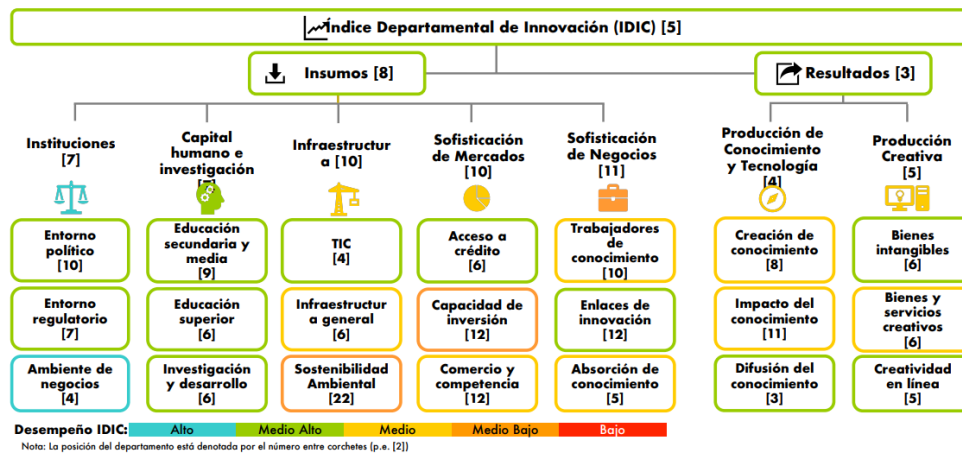 Índice Departamental de Innovación (IDIC) [5]
Insumos [8]
Resultados [3]
Instituciones
[7]
Capital
humano e
investigación
Infraestructur
a [10]
Sofisticación
de Mercados
[10]
Sofisticación
de Negocios
[11]
Producción de
Conocimiento
y Tecnología
[4]
Producción
Creativa
[5]
Entorno
político
[10]
Educación
secundaria y
media
[9]
TIC
[4]
Acceso a
crédito
[6]
Trabajadores
de
conocimiento
[10]
Creación de
conocimiento
[8]
Bienes
intangibles
[6]
Entorno
regulatorio
[7]
Educación
superior
[6]
Infraestructur
a general
[6]
Capacidad de
inversión
[12]
Enlaces de
innovación
[12]
Impacto del
conocimiento
[11]
Bienes y
servicios
creativos
[6]
Ambiente de
negocios
[4]
Investigación
y desarrollo
[6]
Sostenibilidad
Ambiental
[22]
Comercio y
competencia
[12]
Absorción de
conocimiento
[5]
Difusión del
conocimiento
[3]
Creatividad
en línea
[5]
Desempeño IDIC: Alto Medio Alto Medio Medio Bajo Bajo
Nota: La posición del departamento está denotada por el número entre corchetes (p.e. [2])